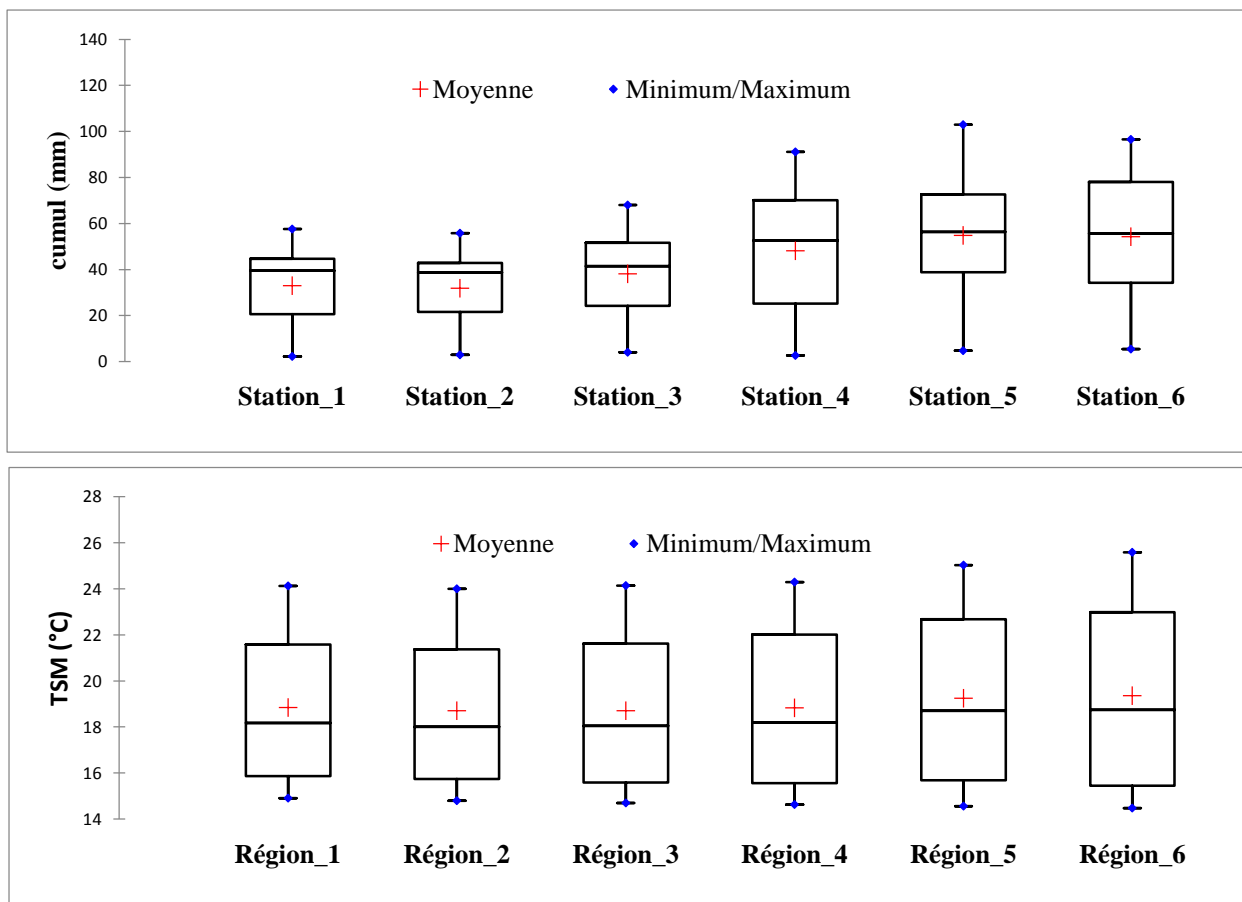 140
120
100
80
60
40
20
0
cumul (mm)
Moyenne Minimum/Maximum
Station_1 Station_2 Station_3 Station_4 Station_5 Station_6
28
26
24
22
20
18
16
14
TSM (°C)
Moyenne Minimum/Maximum
Région_1 Région_2 Région_3 Région_4 Région_5 Région_6